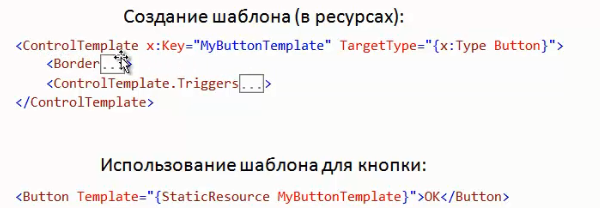 Создание шаблона (в ресурсах):
<ControlTemplate x:Key="MyButtonTemplate" TargetType="{x:Type Button}">
<Border...>
<ControlTemplate.Triggers...>
</ControlTemplate>
Использование шаблона для кнопки:
<Button Template="{StaticResource MyButtonTemplate}">OK</Button>